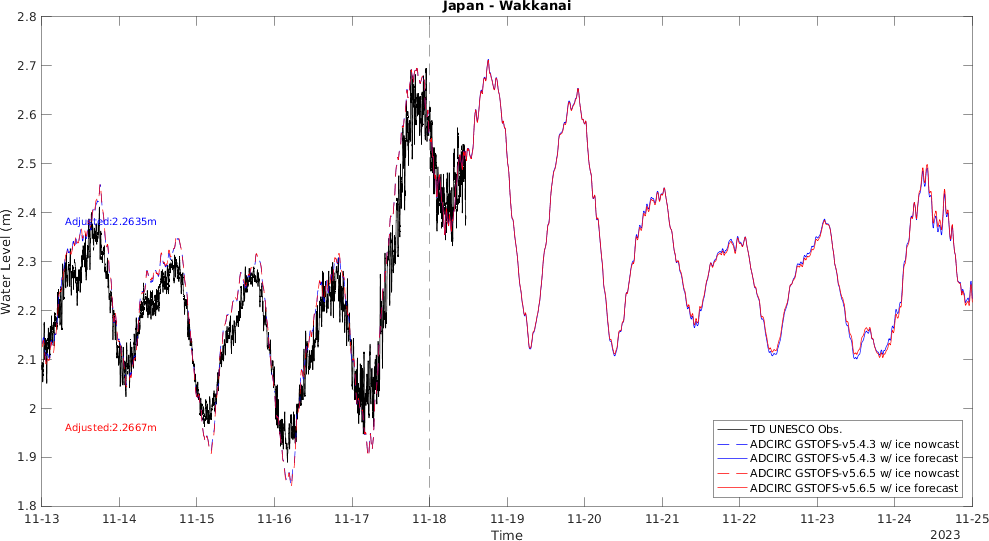 Japan - Wakkanai
2.8
2.7
2.6
2.5
2.4
2.3
2.2
2.1
2
1.9
1.8
Water Level (m)
Adjusted:2.2635m
Adjusted:2.2667m
TD UNESCO Obs.
ADCIRC GSTOFS-v5.4.3 w/ ice nowcast
ADCIRC GSTOFS-v5.4.3 w/ ice forecast
ADCIRC GSTOFS-v5.6.5 w/ ice nowcast
ADCIRC GSTOFS-v5.6.5 w/ ice forecast
11-13 11-14 11-15 11-16 11-17 11-18 11-19 11-20 11-21 11-22 11-23 11-24 11-25
Time
2023